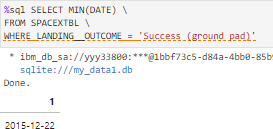 %sql SELECT MIN(DATE) \
FROM SPACEXTBL \
WHERE LANDING__OUTCOME = 'Success (ground pad)'
* ibm_db_sa://yyy33800:***@1bbf73c5-d84a-4bb0-85b
sqlite:///my_data1.db
Done.
1
2015-12-22